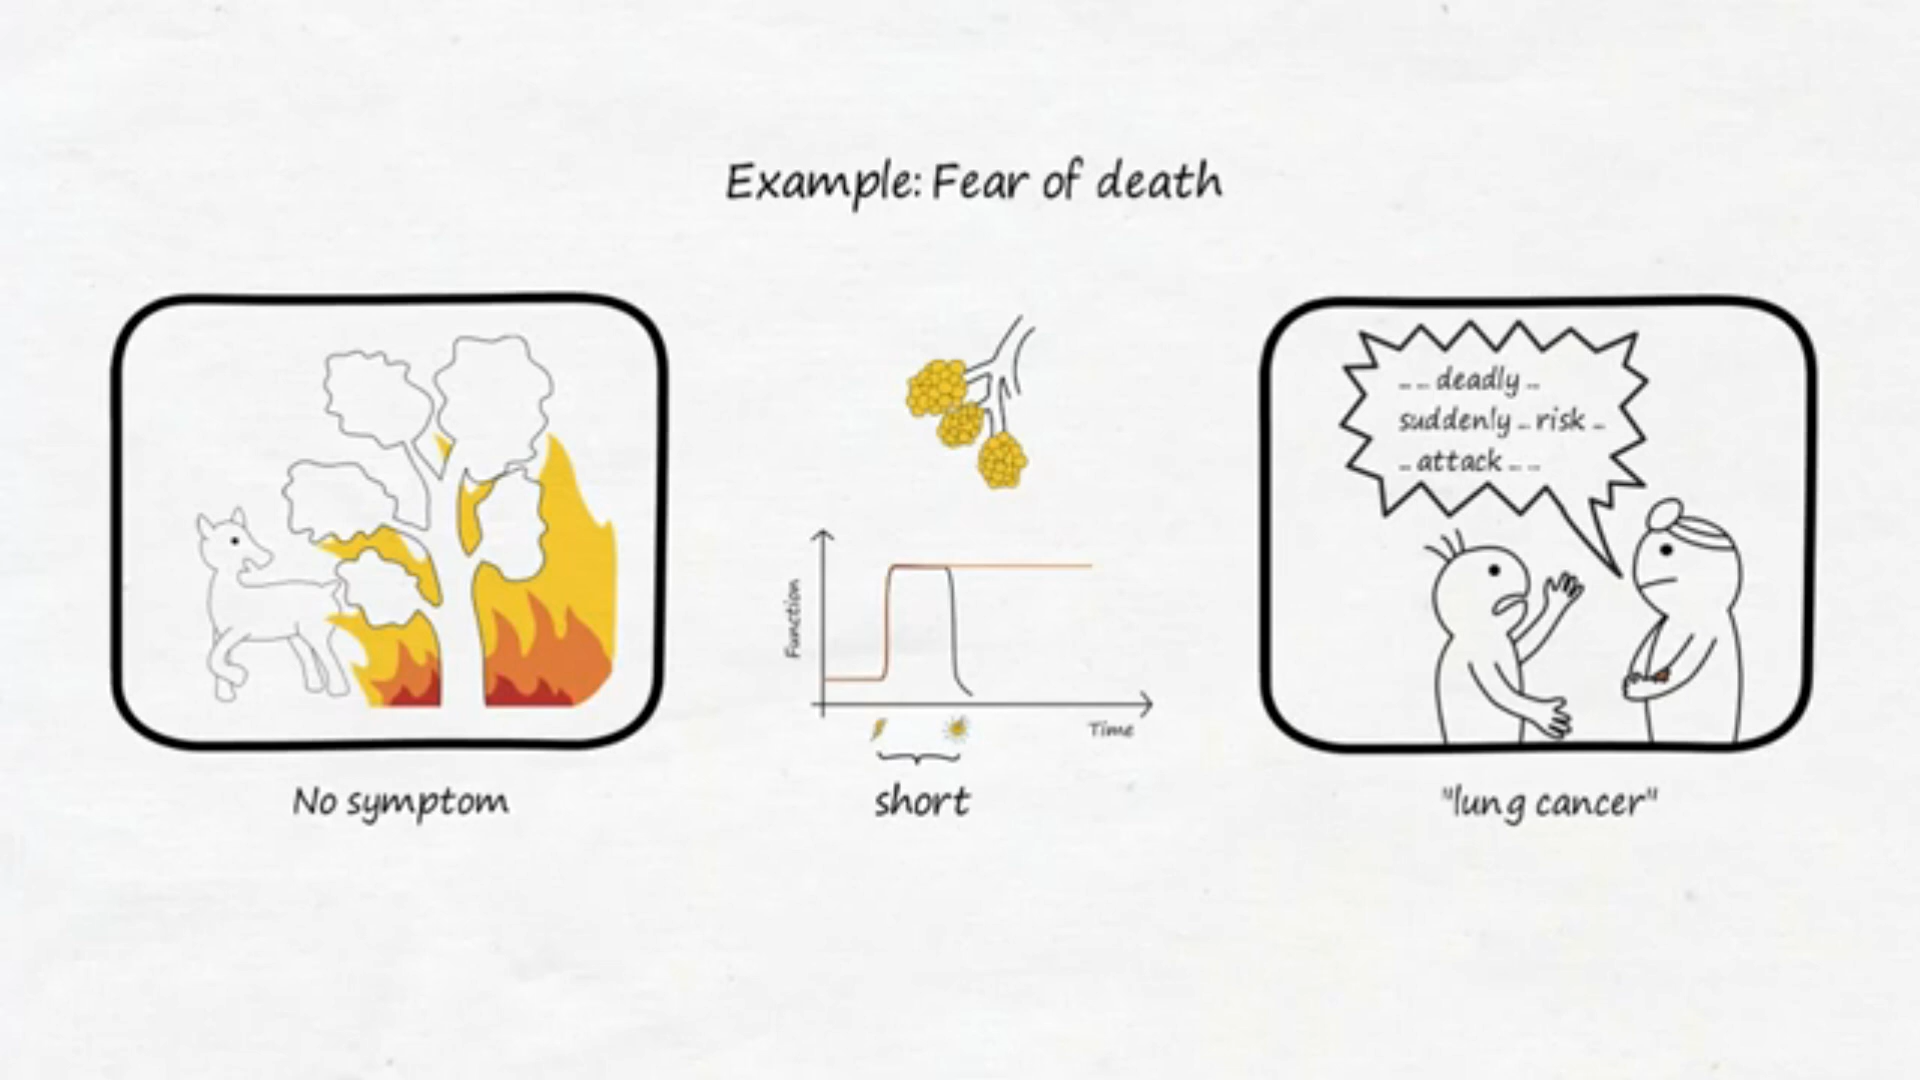 Example: Fear of death
-- deadly --
suddenly -- risk --
-- attack -- --
Function
Time
No symptom
short
"lung cancer"